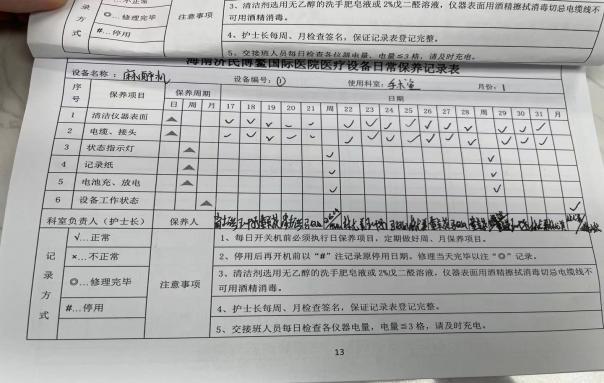 …不正常
◎…修理完毕
#…停用
录
方
式
注意事项
3、清洁剂选用无乙醇的洗手肥皂液或2%戊二醛溶液，仪器表面用酒精擦拭消毒切忌电缆线不
可用酒精消毒。
4、护士长每周、月检查签名，保证记录表登记完整。
5、交接班人员每日检查各仪器电量，电量≦3格，请及时充电。
海南济民博鳌国际医院医疗设备日常保养记录表
设备名称：麻醉机 设备编号：① 使用科室：手术室 月份：1
序号 保养项目 保养周期 日期
日 周 月 17 18 19 20 21 周 22 23 24 25 26 27 28 周 29 30 31 月
1 清洁仪器表面 ▲ ✓ ✓ ✓ ✓ ✓ ✓ ✓ ✓ ✓ ✓ ✓ ✓ ✓ ✓ ✓
2 电缆、接头 ▲ ✓ ✓ ✓ ✓ ✓ ✓ ✓ ✓ ✓ ✓ ✓ ✓ ✓ ✓ ✓
3 状态指示灯 ▲ ✓ ✓
4 记录纸 ▲ ✓ ✓
5 电池充、放电 ▲ ✓ ✓
6 设备工作状态 ▲ ✓
科室负责人（护士长） 保养人
记录方式
√…正常
×…不正常
◎…修理完毕
#…停用
注意事项
1、每日开关机前必须执行日保养项目，定期做好周、月保养项目。
2、停用后再开机前以“#”注记录原停用日期。修理当天完毕以注“◎”记录。
3、清洁剂选用无乙醇的洗手肥皂液或2%戊二醛溶液，仪器表面用酒精擦拭消毒切忌电缆线不
可用酒精消毒。
4、护士长每周、月检查签名，保证记录表登记完整。
5、交接班人员每日检查各仪器电量，电量≦3格，请及时充电。
13